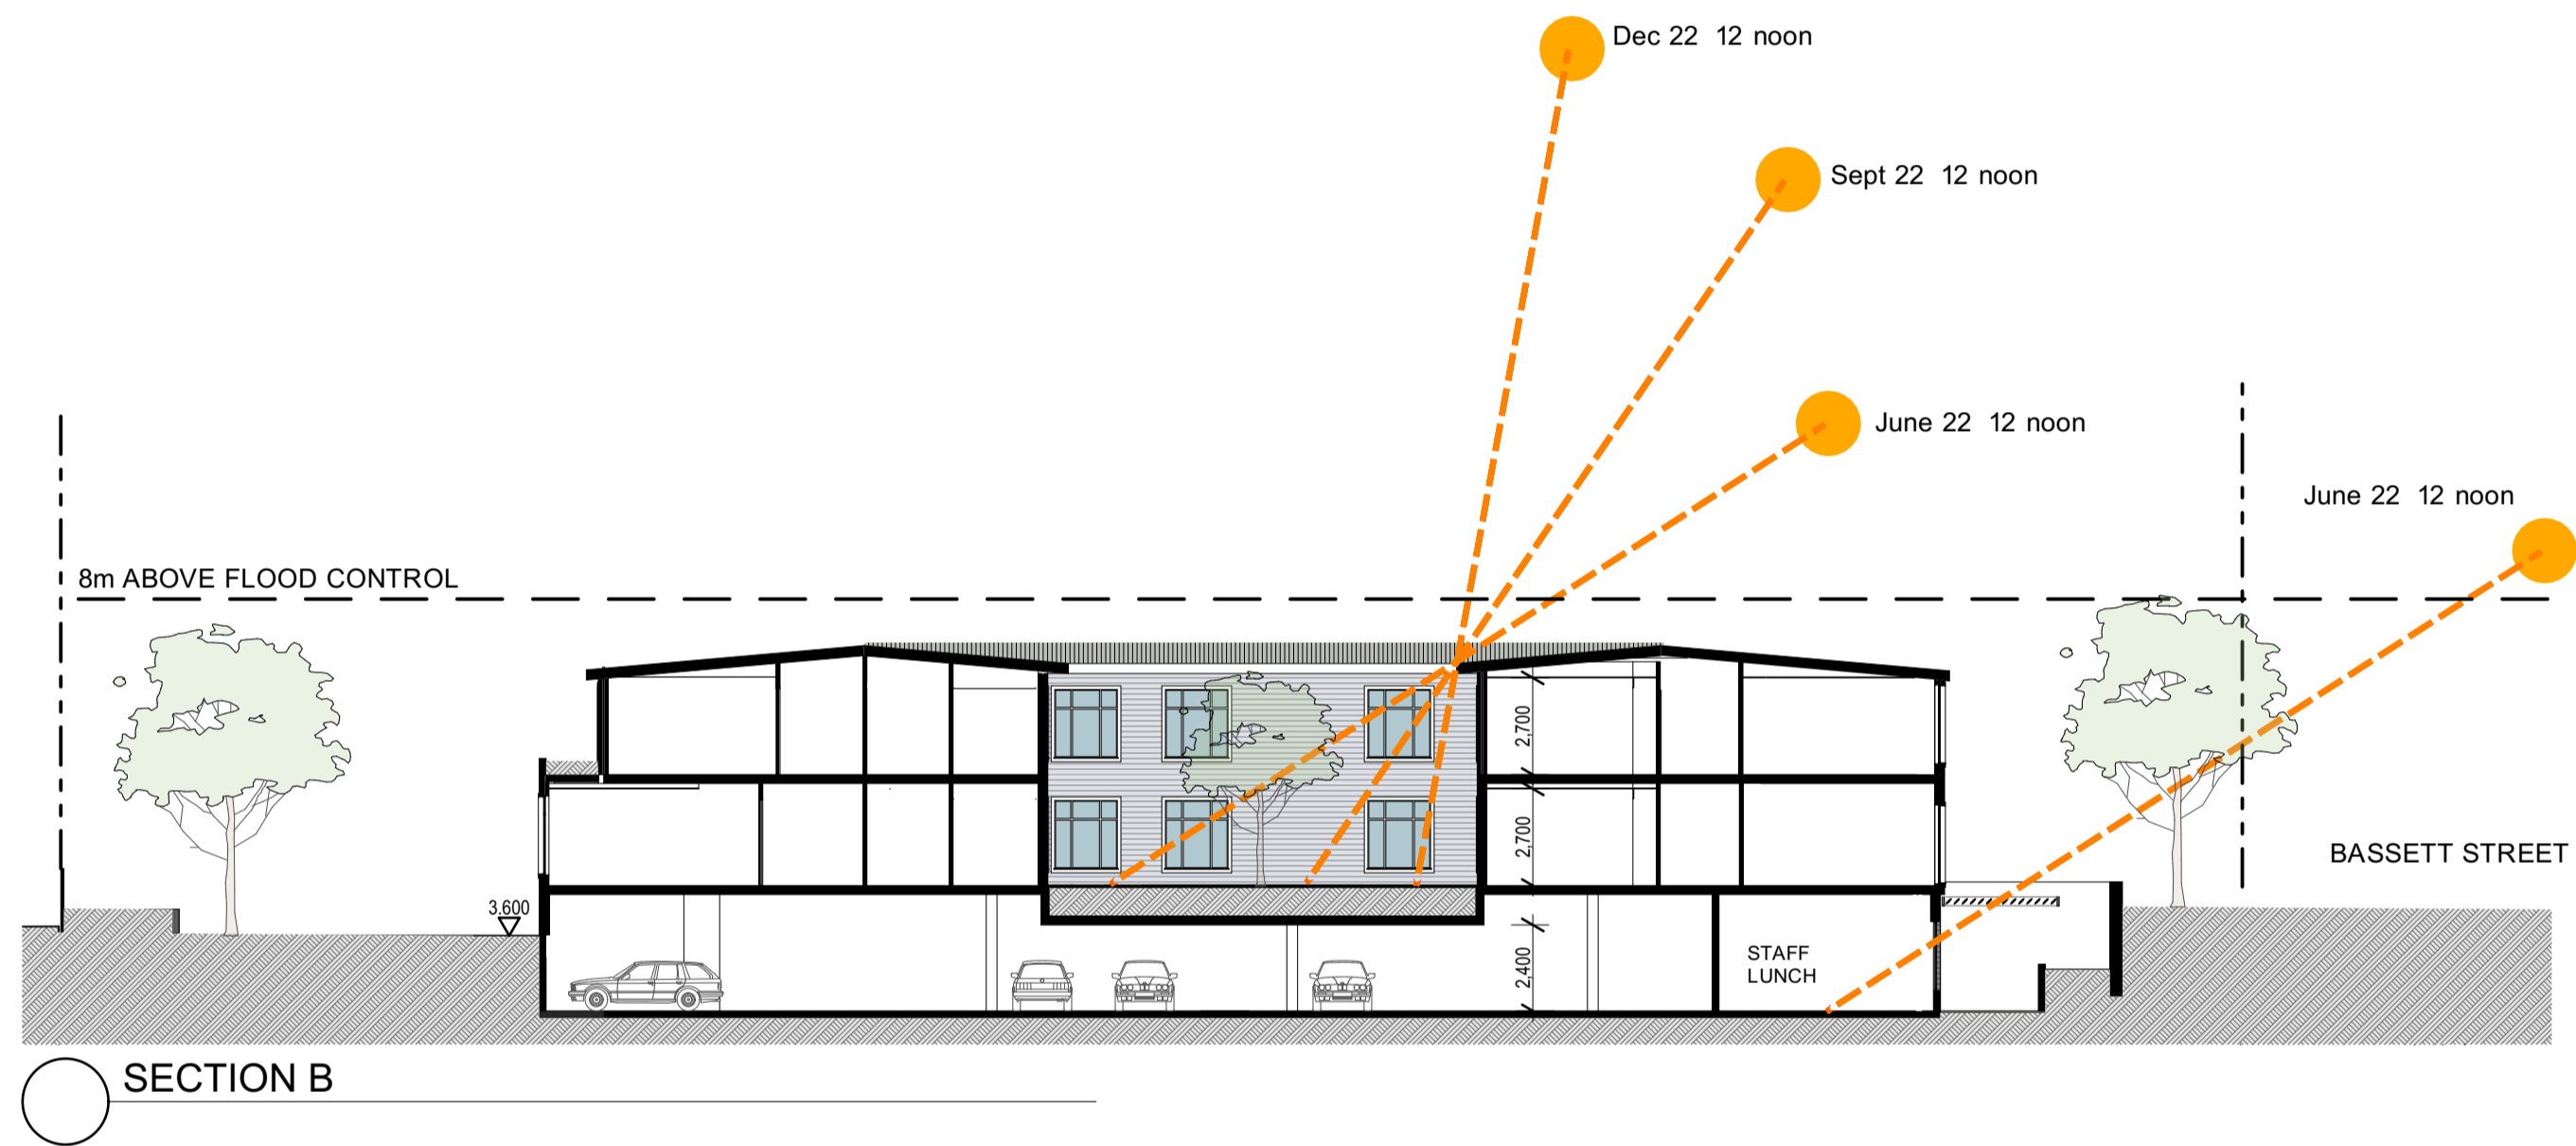 Dec 22 12 noon
Sept 22 12 noon
June 22 12 noon
June 22 12 noon
8m ABOVE FLOOD CONTROL
2,700
2,700
BASSETT STREET
3.600
2,400
STAFF
LUNCH
SECTION B